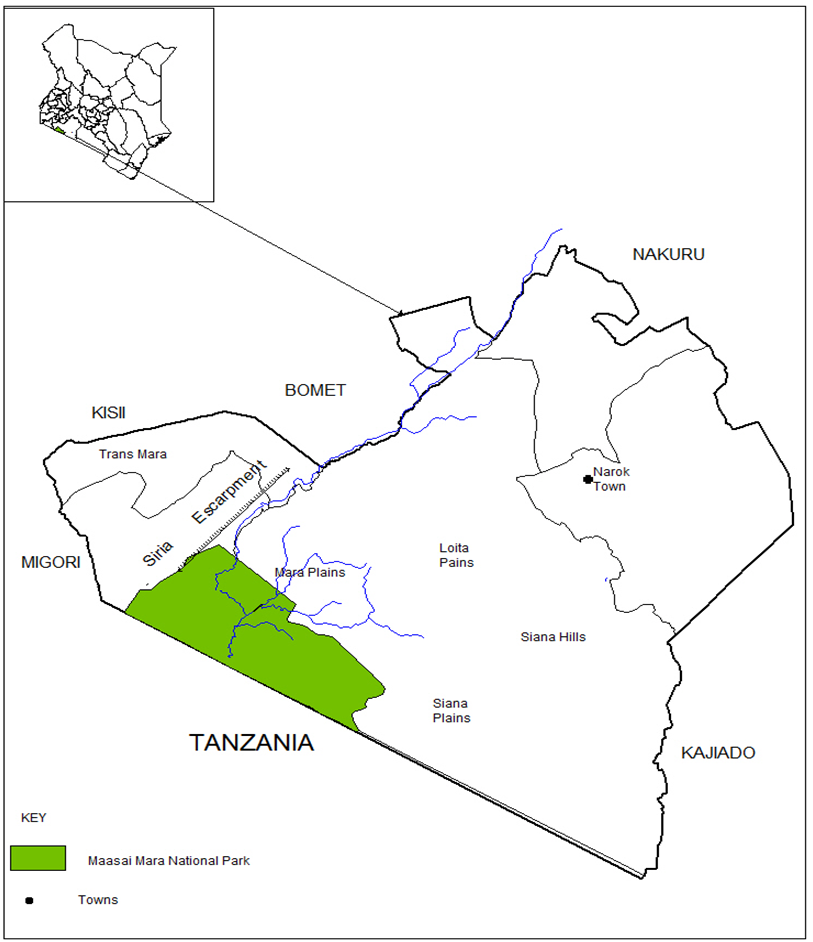 NAKURU
BOMET
KISII
Trans Mara
Siria Escarpment
Narok
Town
MIGORI
Mara Plains
Loita
Pains
Siana Hills
Siana
Plains
TANZANIA
KAJIADO
KEY
Maasai Mara National Park
Towns